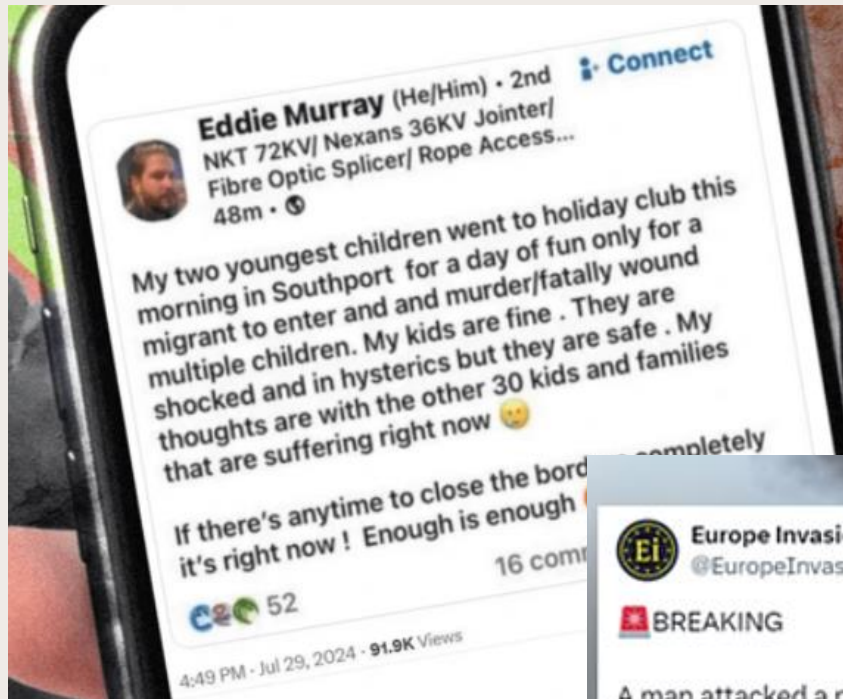 Eddie Murray (He/Him) • 2nd
Connect
NKT 72KV/ Nexans 36KV Jointer/
Fibre Optic Splicer/ Rope Access...
48m •
My two youngest children went to holiday club this
morning in Southport for a day of fun only for a
migrant to enter and and murder/fatally wound
multiple children. My kids are fine . They are
shocked and in hysterics but they are safe . My
thoughts are with the other 30 kids and families
that are suffering right now 🥲
If there's anytime to close the completely
it's right now ! Enough is enough
52
16
4:49 PM · Jul 29, 2024 · 91.9K Views
Ei
Europe
BREAKING
A man attacked a